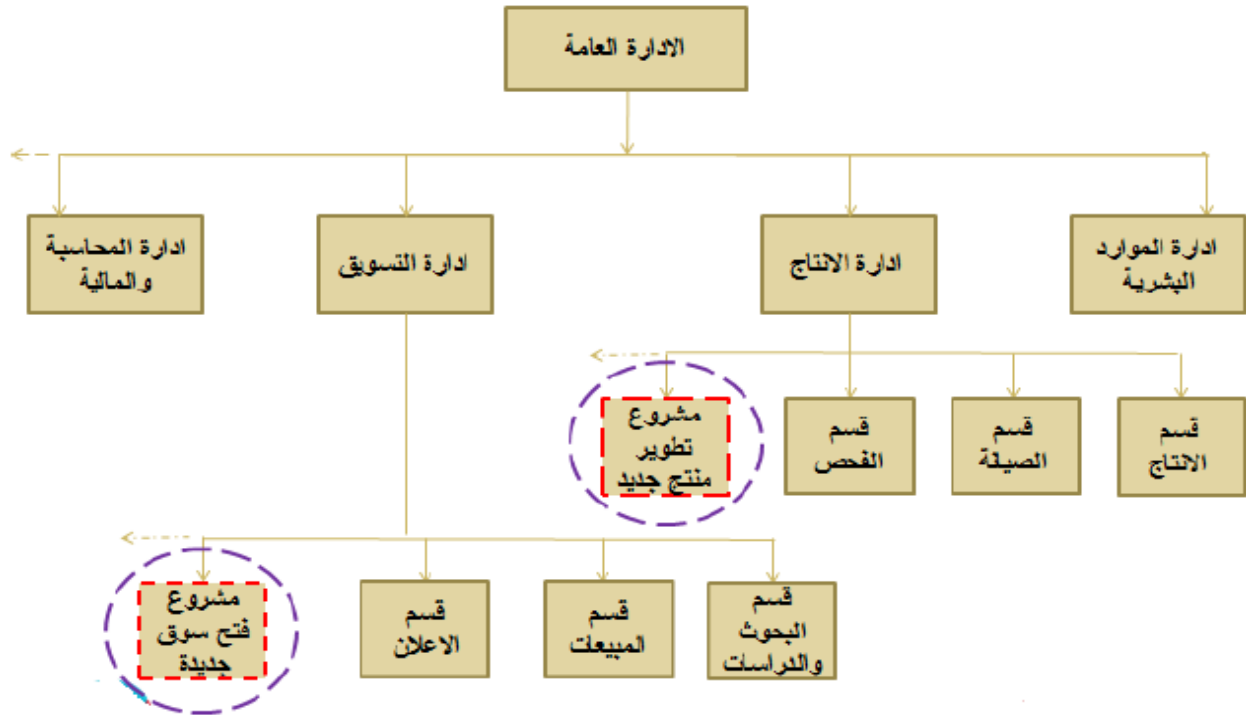 الادارة العامة
ادارة الموارد
البشرية
ادارة الانتاج
ادارة التسويق
ادارة المحاسبة
والمالية
قسم
الانتاج
قسم
الصيانة
قسم
الفحص
مشروع
تطوير
منتج جديد
قسم
البحوث
والدراسات
قسم
المبيعات
قسم
الاعلان
مشروع
فتح سوق
جديدة